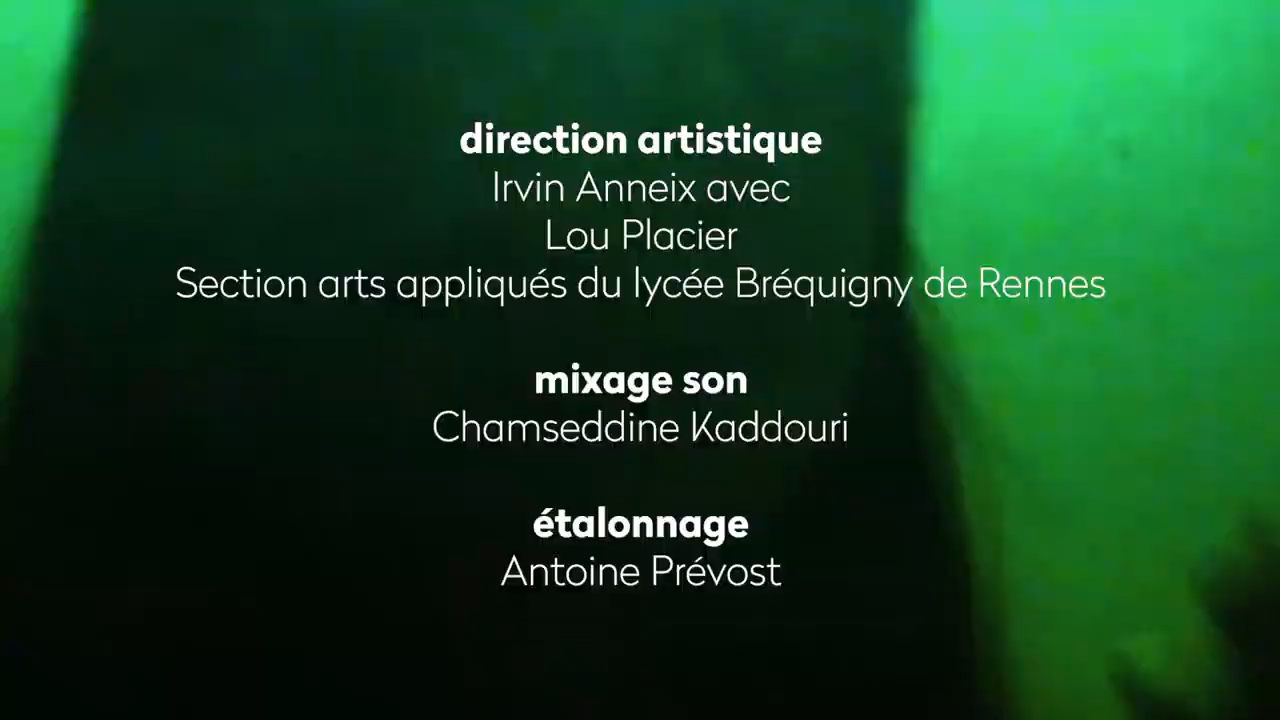 direction artistique
Irvin Anneix avec
Lou Placier
Section arts appliqués du lycée Bréquigny de Rennes
mixage son
Chamseddine Kaddouri
étalonnage
Antoine Prévost